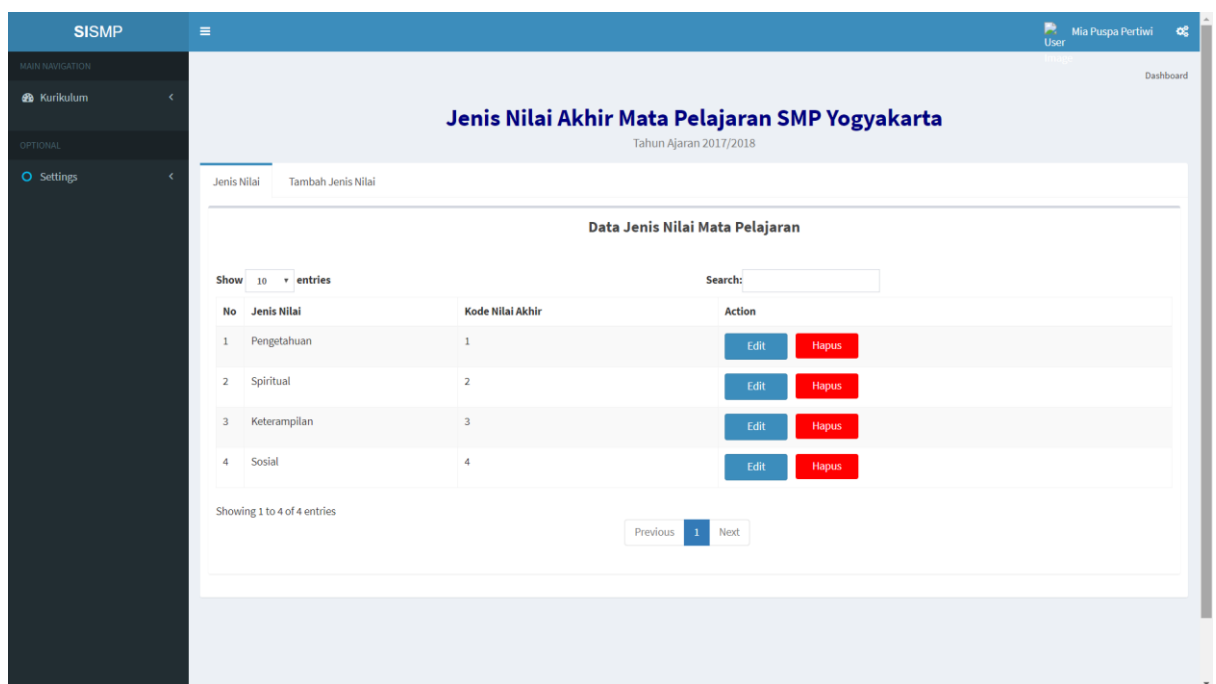 SISMP
Mia Puspa Pertiwi
User
Image
MAIN NAVIGATION
Dashboard
Kurikulum
Jenis Nilai Akhir Mata Pelajaran SMP Yogyakarta
OPTIONAL
Tahun Ajaran 2017/2018
Settings
Jenis Nilai Tambah Jenis Nilai
Data Jenis Nilai Mata Pelajaran
Show 10 entries Search:
No Jenis Nilai Kode Nilai Akhir Action
1 Pengetahuan 1 Edit Hapus
2 Spiritual 2 Edit Hapus
3 Keterampilan 3 Edit Hapus
4 Sosial 4 Edit Hapus
Showing 1 to 4 of 4 entries
Previous 1 Next